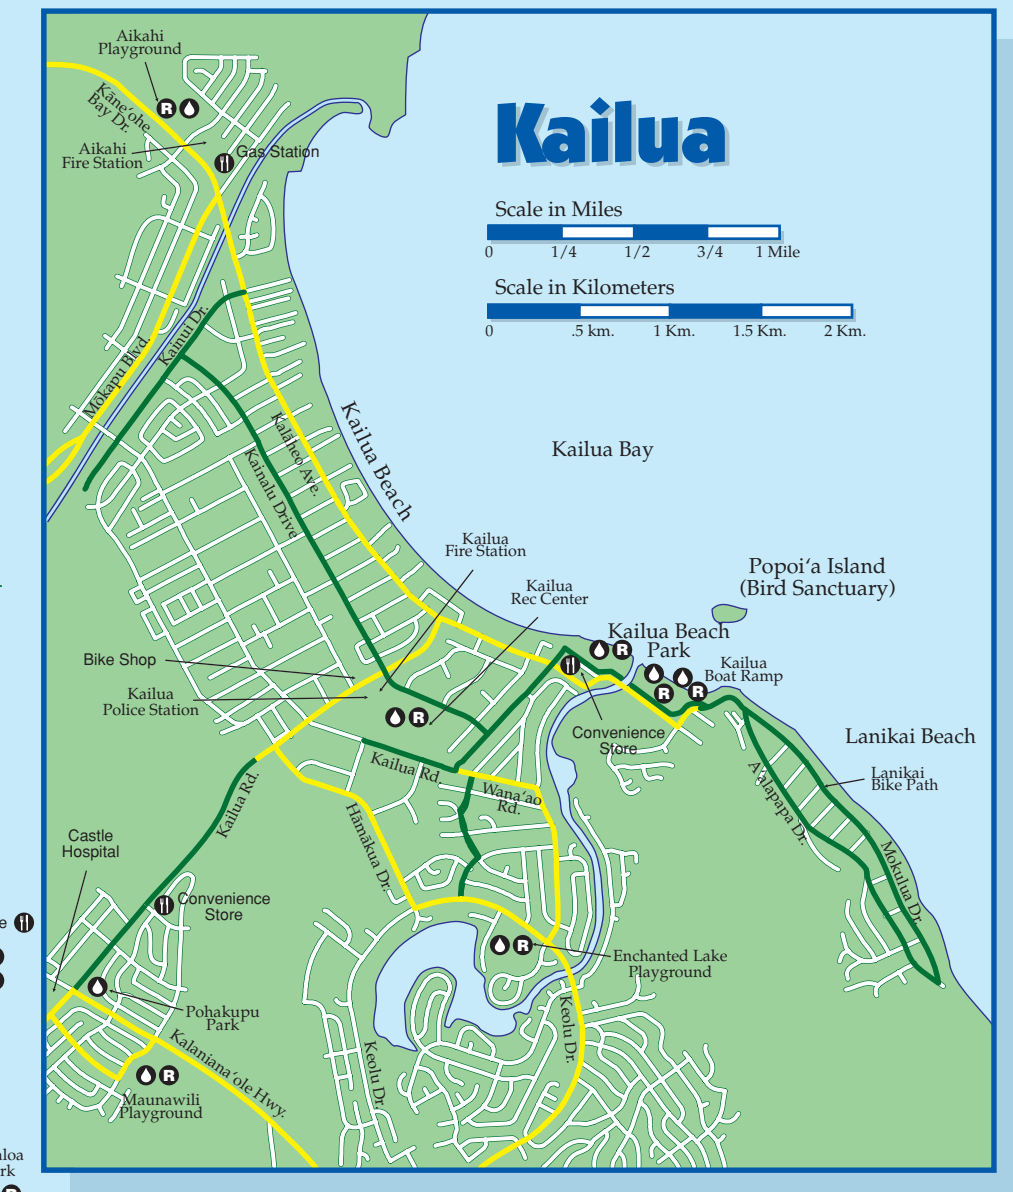 Aikahi
Playground
R
Kāne‘ohe
Bay Dr.
Aikahi
Fire Station
Gas Station
Kailua
Scale in Miles
0 1/4 1/2 3/4 1 Mile
Scale in Kilometers
0 .5 km. 1 Km. 1.5 Km. 2 Km.
Kainui Dr.
Mōkapu Blvd.
Kalāheo Ave.
Kailua Beach
Kainalu Drive
Kailua Bay
Kailua
Fire Station
Kailua
Rec Center
Popoi‘a Island
(Bird Sanctuary)
Kailua Beach
Park
R
Kailua
Boat Ramp
R
R
Bike Shop
Kailua
Police Station
R
Convenience
Store
Lanikai Beach
Lanikai
Bike Path
A‘alapapa Dr.
Mokulua Dr.
Kailua Rd.
Wana‘ao
Rd.
Kailua Rd.
Hāmākua Dr.
Castle
Hospital
Convenience
Store
e
R
Enchanted Lake
Playground
Pohakupu
Park
Keolu Dr.
Keolu Dr.
Kalaniana‘ole Hwy.
R
Maunawili
Playground
aloa
rk